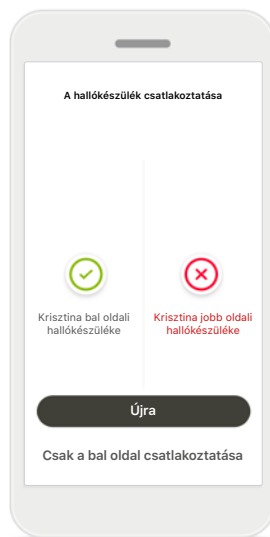 A hallókészülék csatlakoztatása
Krisztina bal oldali
hallókészüléke
Krisztina jobb oldali
hallókészüléke
Újra
Csak a bal oldal csatlakoztatása